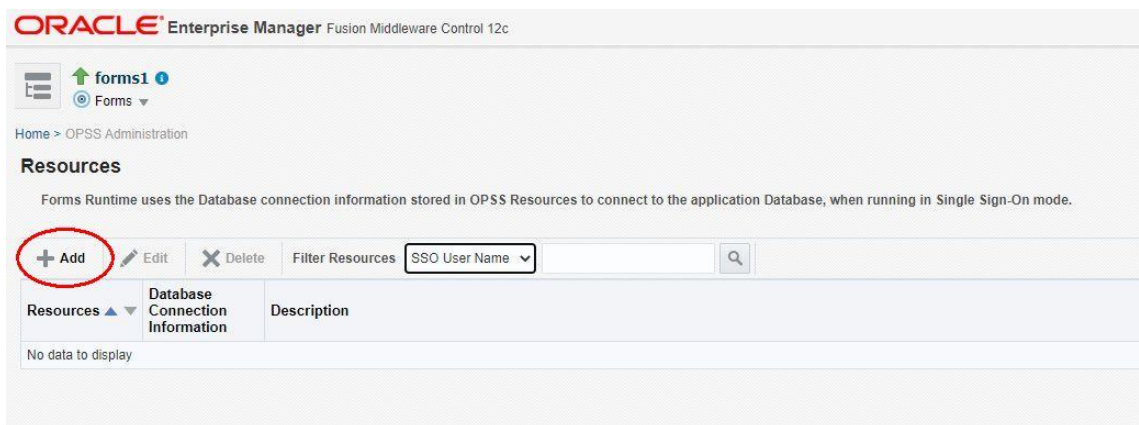 ORACLE Enterprise Manager Fusion Middleware Control 12c
forms1
Forms
Home > OPSS Administration
Resources
Forms Runtime uses the Database connection information stored in OPSS Resources to connect to the application Database, when running in Single Sign-On mode.
Add Edit Delete Filter Resources SSO User Name
Resources Database Connection Information Description
No data to display